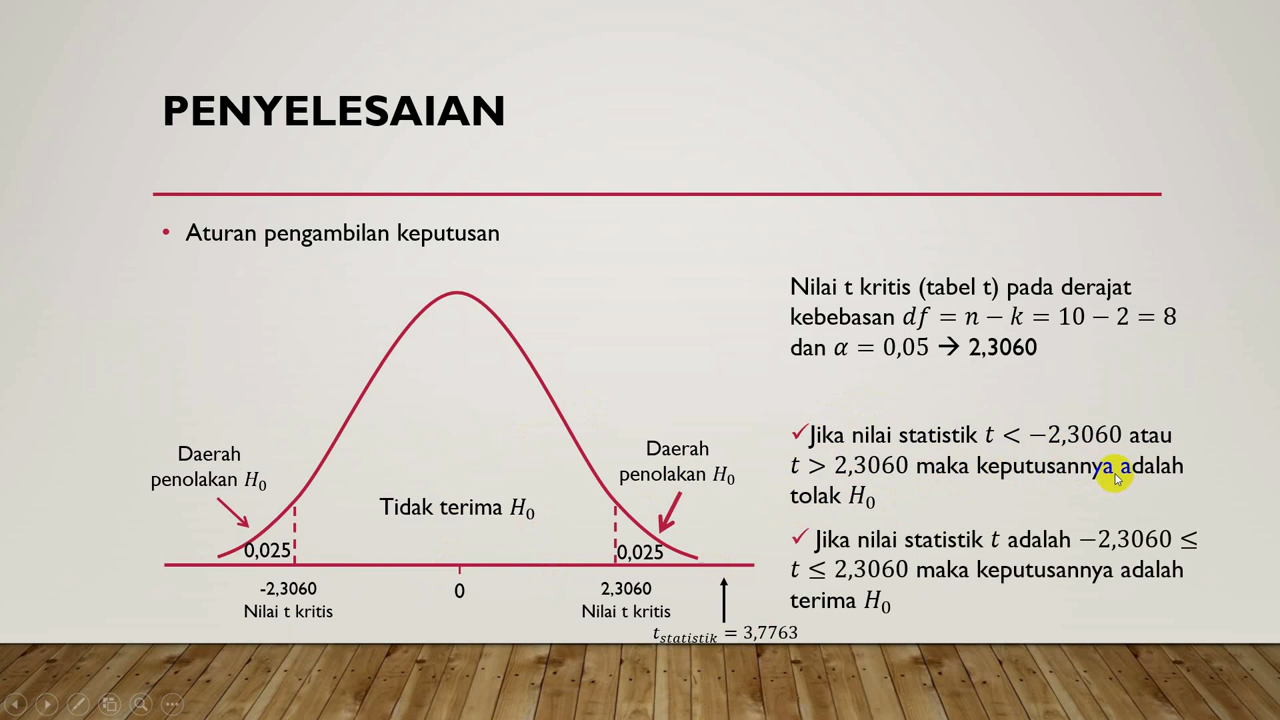 PENYELESAIAN
• Aturan pengambilan keputusan
Nilai t kritis (tabel t) pada derajat
kebebasan df = n − k = 10 − 2 = 8
dan α = 0,05 → 2,3060
✓Jika nilai statistik t < −2,3060 atau
t > 2,3060 maka keputusannya adalah
tolak H₀
✓ Jika nilai statistik t adalah −2,3060 ≤
t ≤ 2,3060 maka keputusannya adalah
terima H₀
Daerah
penolakan H₀
Tidak terima H₀
Daerah
penolakan H₀
0,025
0,025
-2,3060
Nilai t kritis
0
2,3060
Nilai t kritis
t_statistik = 3,7763